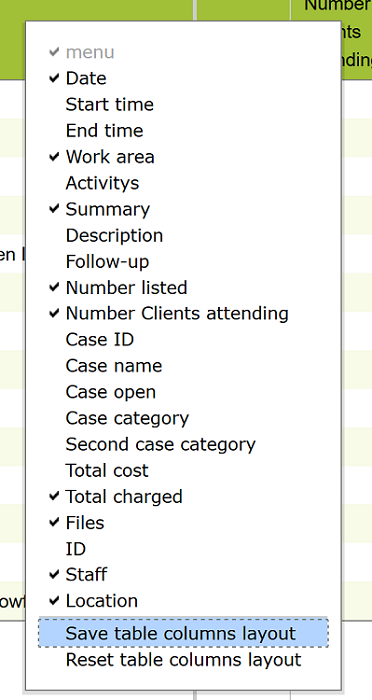 Number
nts
nding
menu
Date
Start time
End time
Work area
Activitys
Summary
Description
en
Follow-up
Number listed
Number Clients attending
Case ID
Case name
Case open
Case category
Second case category
Total cost
Total charged
Files
ID
Staff
Location
owf
Save table columns layout
Reset table columns layout